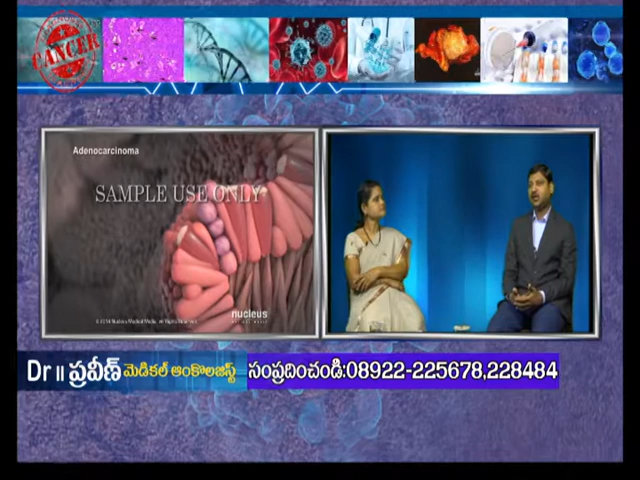 CANCER
Adenocarcinoma
SAMPLE USE ONLY
nucleus
Dr॥ ప్రవీణ్ మెడికల్ ఆంకొలజిస్ట్ సంప్రదించండి:08922-225678,228484